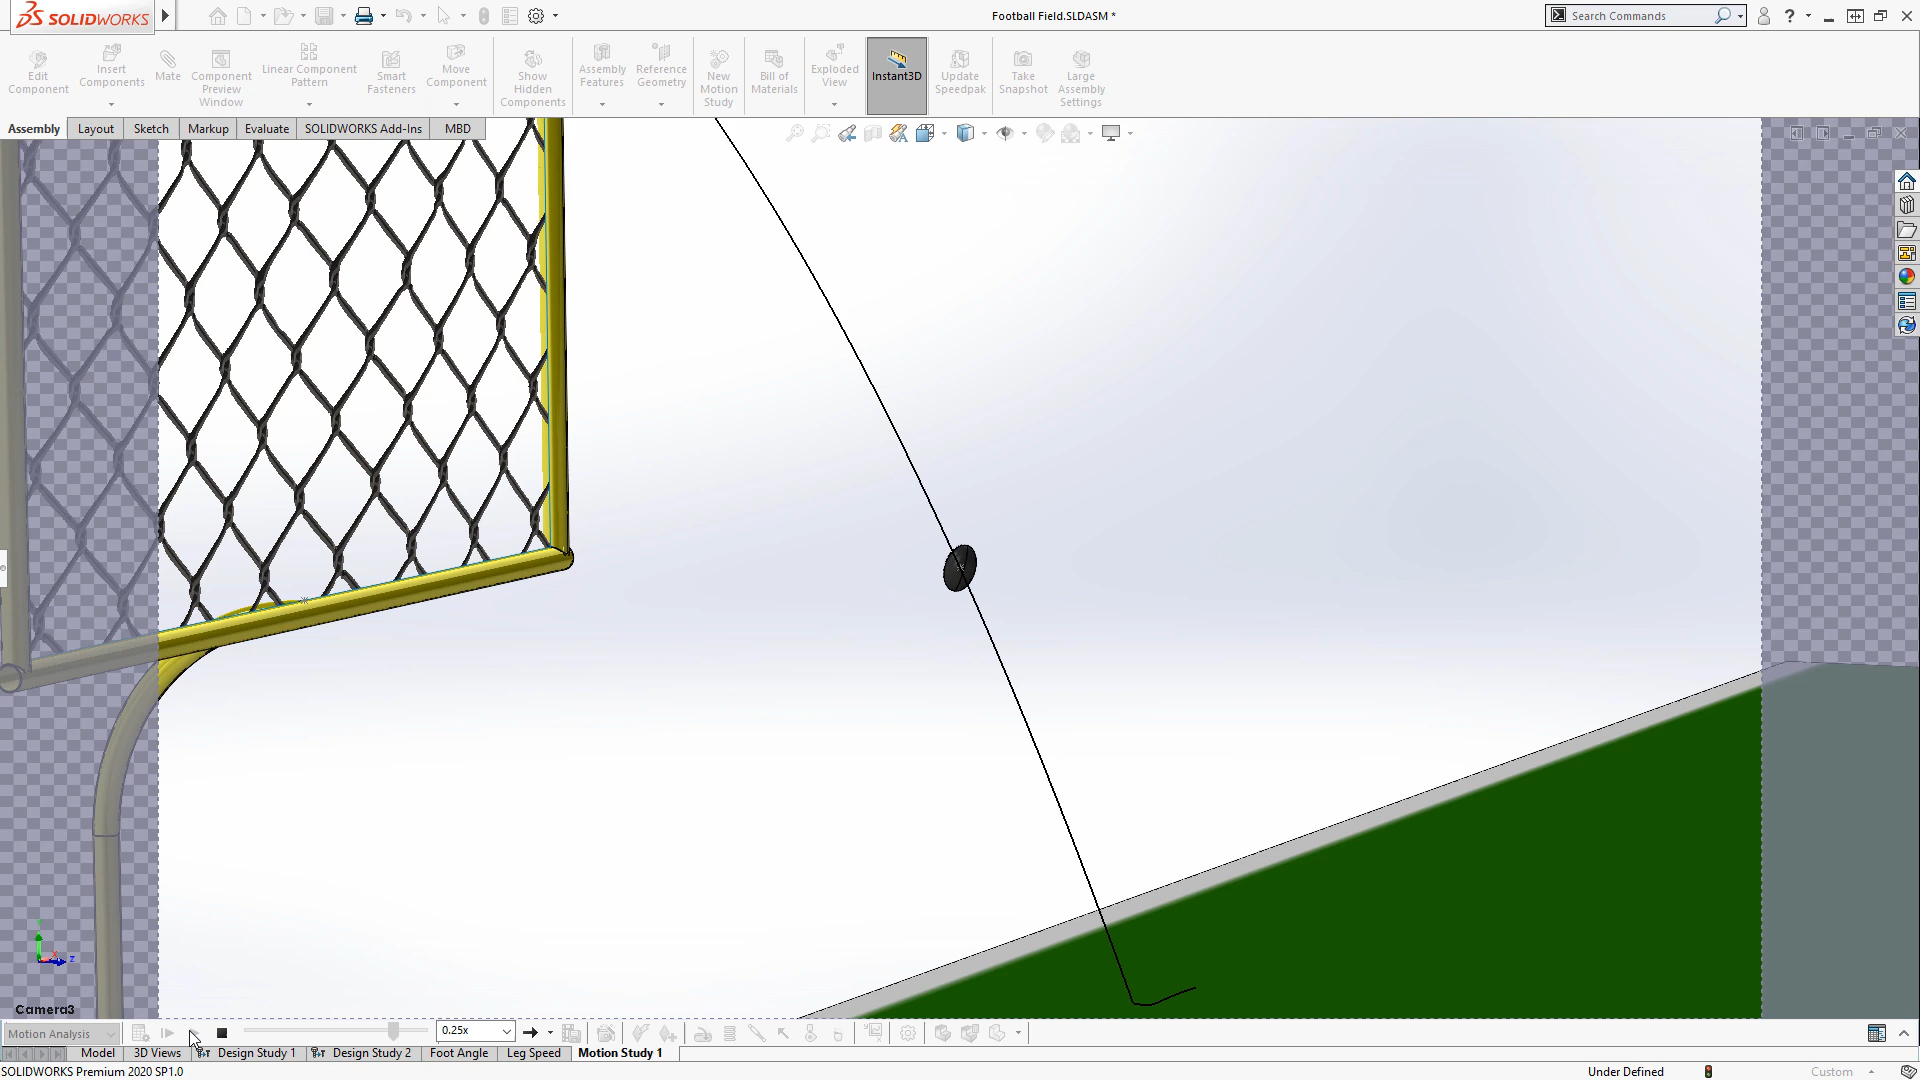 SOLIDWORKS
Football Field.SLDASM *
Search Commands
Edit
Component
Insert
Components
Mate
Component
Preview
Window
Linear Component
Pattern
Smart
Fasteners
Move
Component
Show
Hidden
Components
Assembly
Features
Reference
Geometry
New
Motion
Study
Bill of
Materials
Exploded
View
Instant3D
Update
Speedpak
Take
Snapshot
Large
Assembly
Settings
Assembly
Layout
Sketch
Markup
Evaluate
SOLIDWORKS Add-Ins
MBD
z
Camera3
Motion Analysis
0.25x
Model
3D Views
Design Study 1
Design Study 2
Foot Angle
Leg Speed
Motion Study 1
SOLIDWORKS Premium 2020 SP1.0
Under Defined
Custom